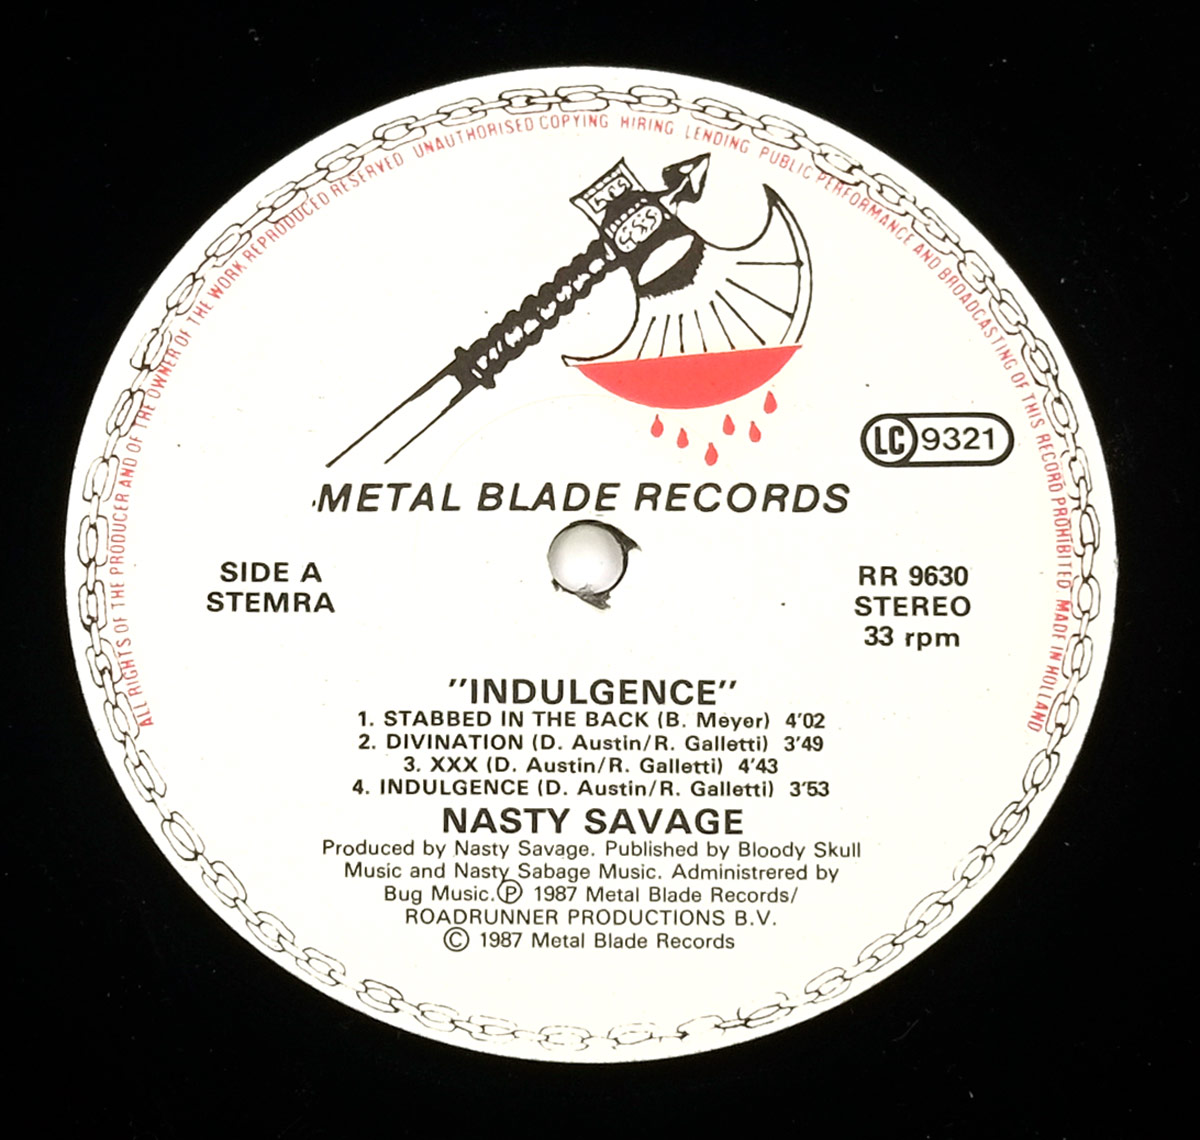 ALL RIGHTS OF THE PRODUCER AND OF THE OWNER OF THE WORK REPRODUCED RESERVED UNAUTHORISED COPYING HIRING LENDING PUBLIC PERFORMANCE AND BROADCASTING OF THIS RECORD PROHIBITED. MADE IN HOLLAND
LC 9321
METAL BLADE RECORDS
SIDE A
STEMRA
RR 9630
STEREO
33 rpm
"INDULGENCE"
1. STABBED IN THE BACK (B. Meyer) 4'02
2. DIVINATION (D. Austin/R. Galletti) 3'49
3. XXX (D. Austin/R. Galletti) 4'43
4. INDULGENCE (D. Austin/R. Galletti) 3'53
NASTY SAVAGE
Produced by Nasty Savage. Published by Bloody Skull
Music and Nasty Sabage Music. Administrered by
Bug Music. Ⓟ 1987 Metal Blade Records/
ROADRUNNER PRODUCTIONS B.V.
© 1987 Metal Blade Records